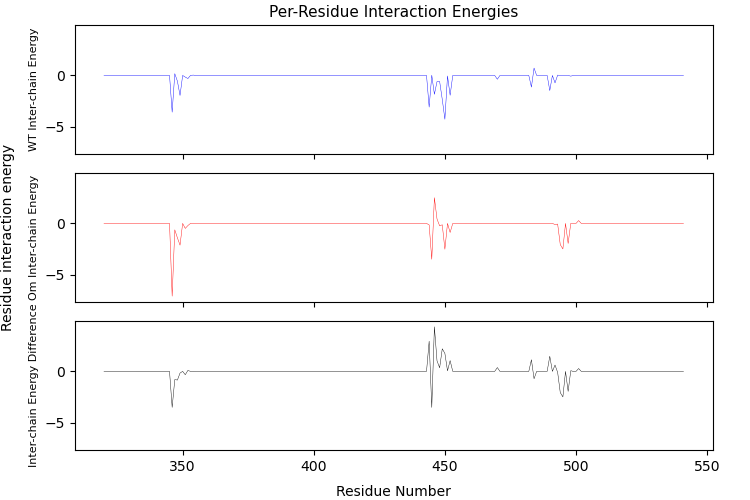 Per-Residue Interaction Energies
Residue interaction energy
WT Inter-chain Energy
0
−5
Om Inter-chain Energy
0
−5
Inter-chain Energy Difference
0
−5
350
400
450
500
550
Residue Number